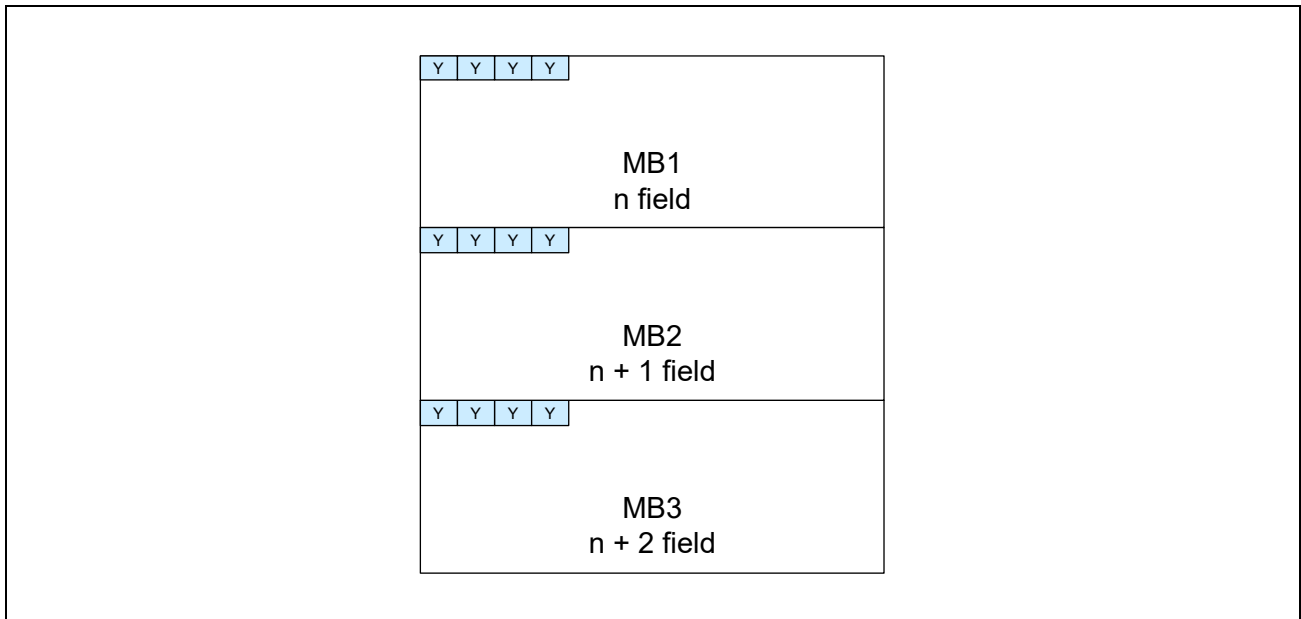 Y Y Y Y
MB1
n field
Y Y Y Y
MB2
n + 1 field
Y Y Y Y
MB3
n + 2 field